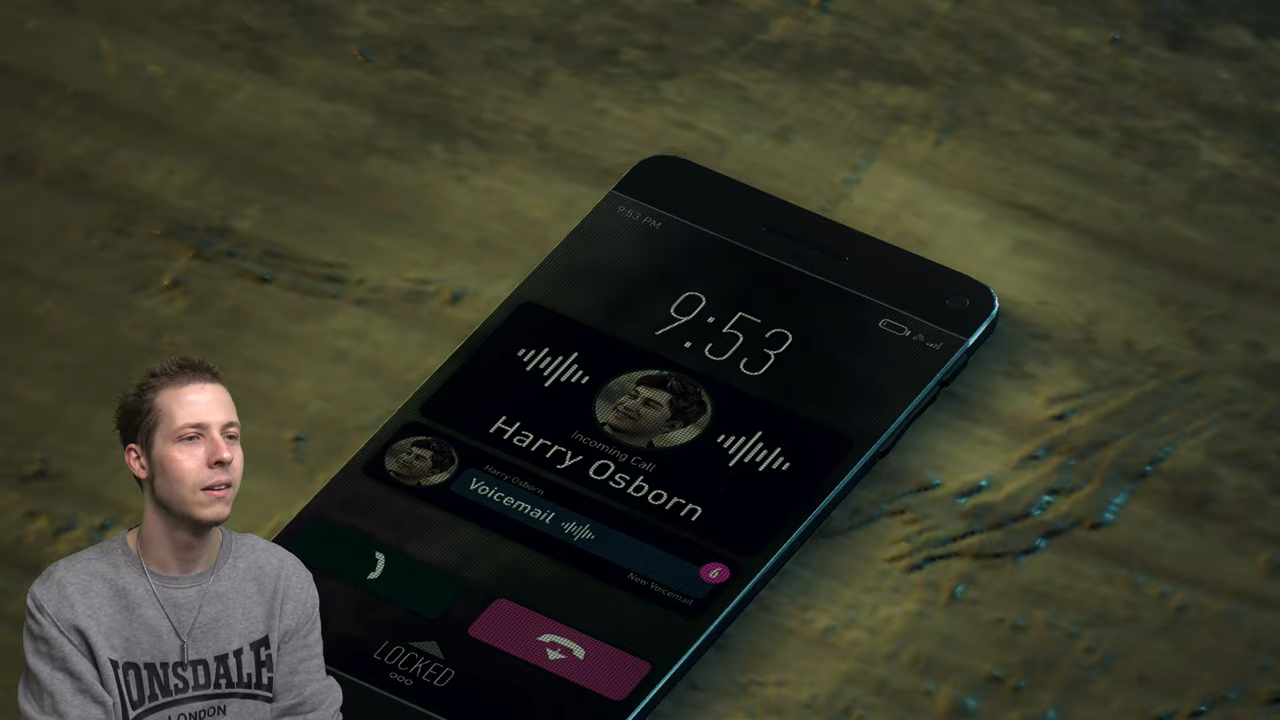 9:53 PM
9:53
Incoming Call
Harry Osborn
Harry Osborn
Voicemail
6
New Voicemail
LOCKED
LONSDALE
LONDON